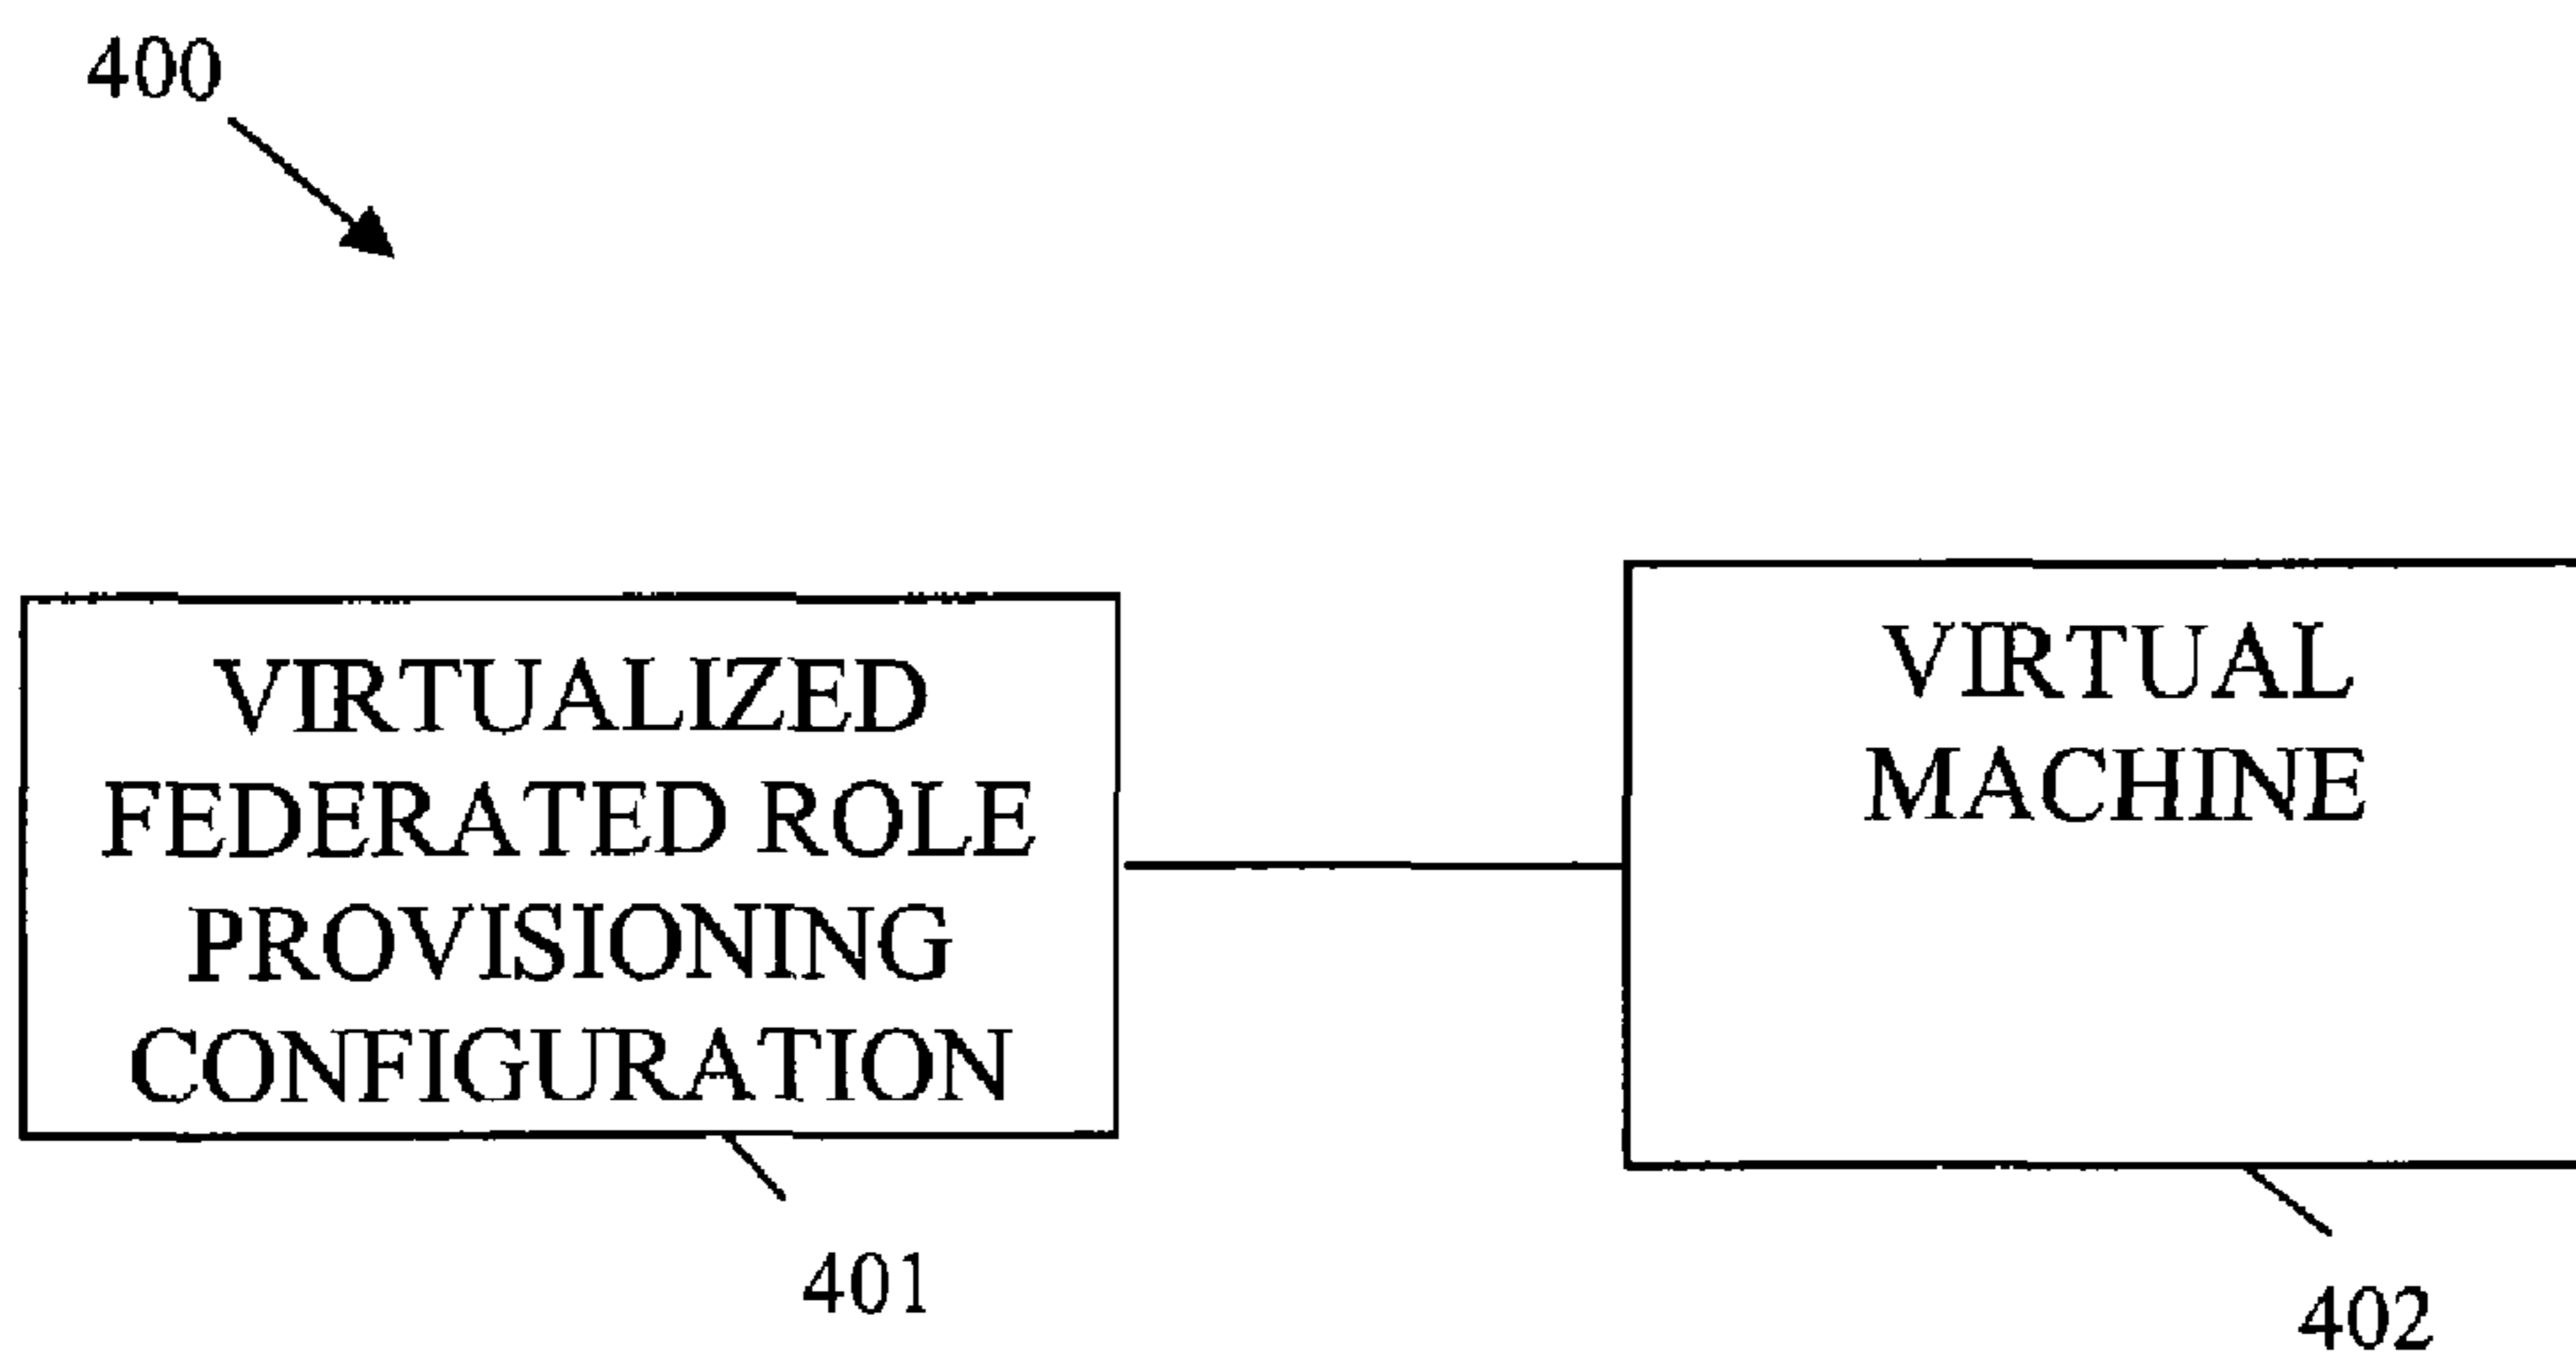 400
VIRTUALIZED
FEDERATED ROLE
PROVISIONING
CONFIGURATION
401
VIRTUAL
MACHINE
402